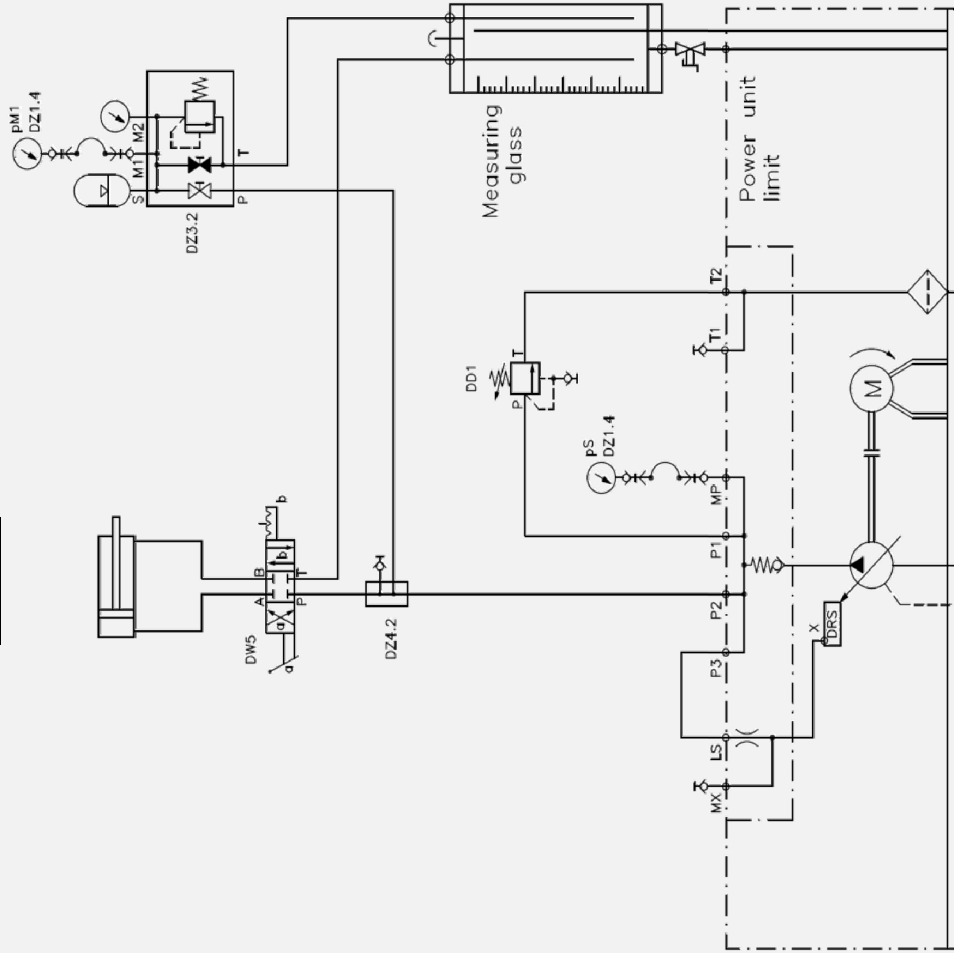 pM1
DZ1.4
M2
M1
S
T
P
DZ3.2
Measuring
glass
Power unit
limit
T2
T1
T
P
DD1
pS
DZ1.4
MP
P1
P2
P3
LS
MX
M
X
DRS
B
A
T
P
a
b
a
b
DW5
DZ4.2